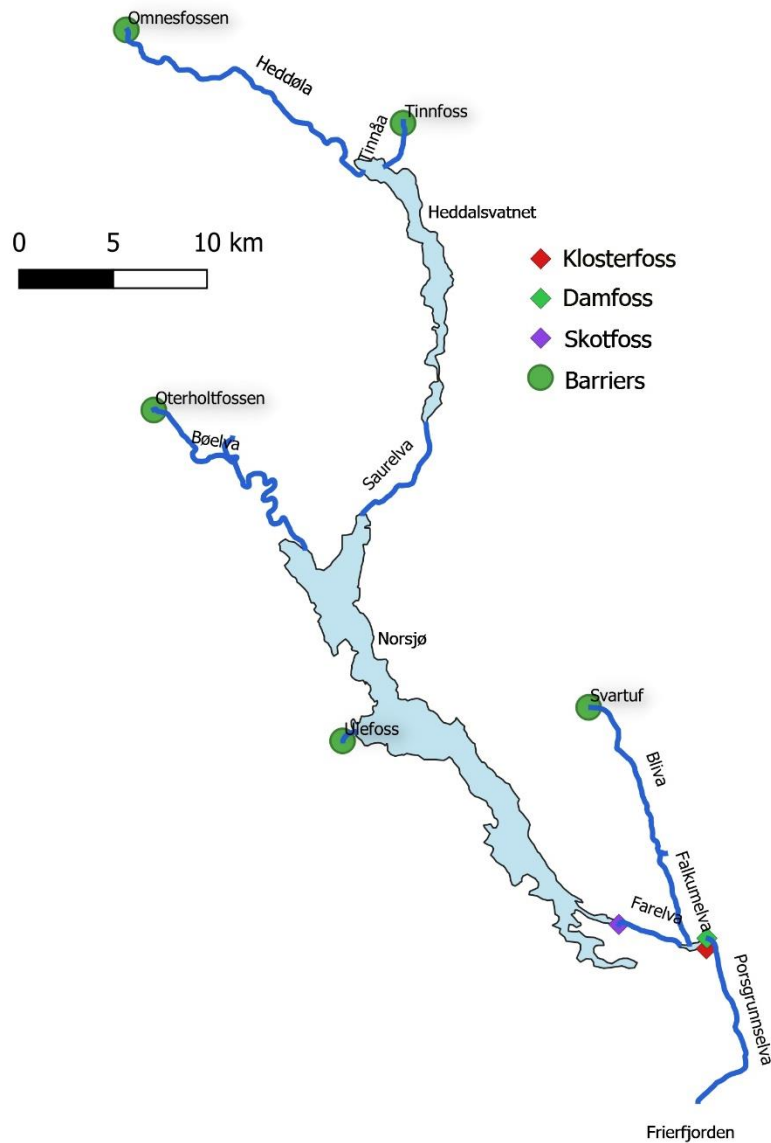 Omnesfossen
Heddøla
Tinnåa
Tinnfoss
Heddalsvatnet
0 5 10 km
Klosterfoss
Damfoss
Skotfoss
Barriers
Oterholtfossen
Bøelva
Saurelva
Norsjø
Ulefoss
Svartuf
Bliva
Falkumelva
Farelva
Porsgrunnselva
Frierfjorden